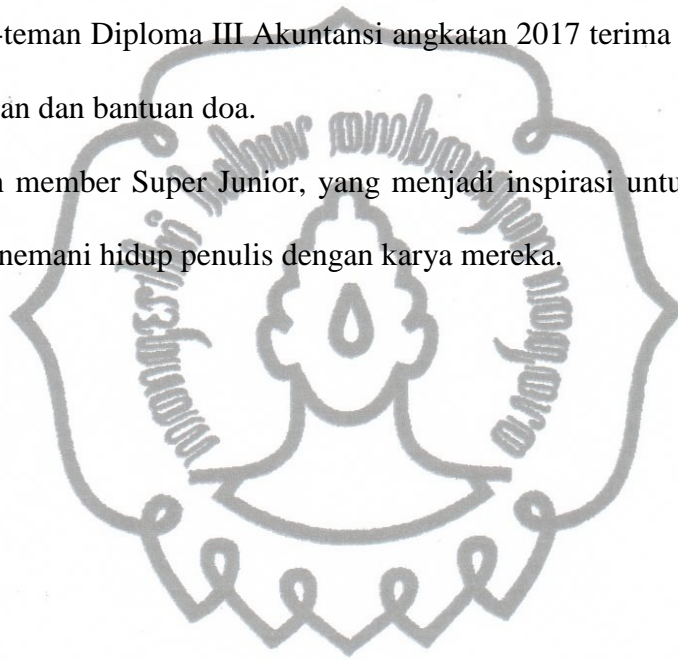 -teman Diploma III Akuntansi angkatan 2017 terima
an dan bantuan doa.
member Super Junior, yang menjadi inspirasi untu
nemani hidup penulis dengan karya mereka.